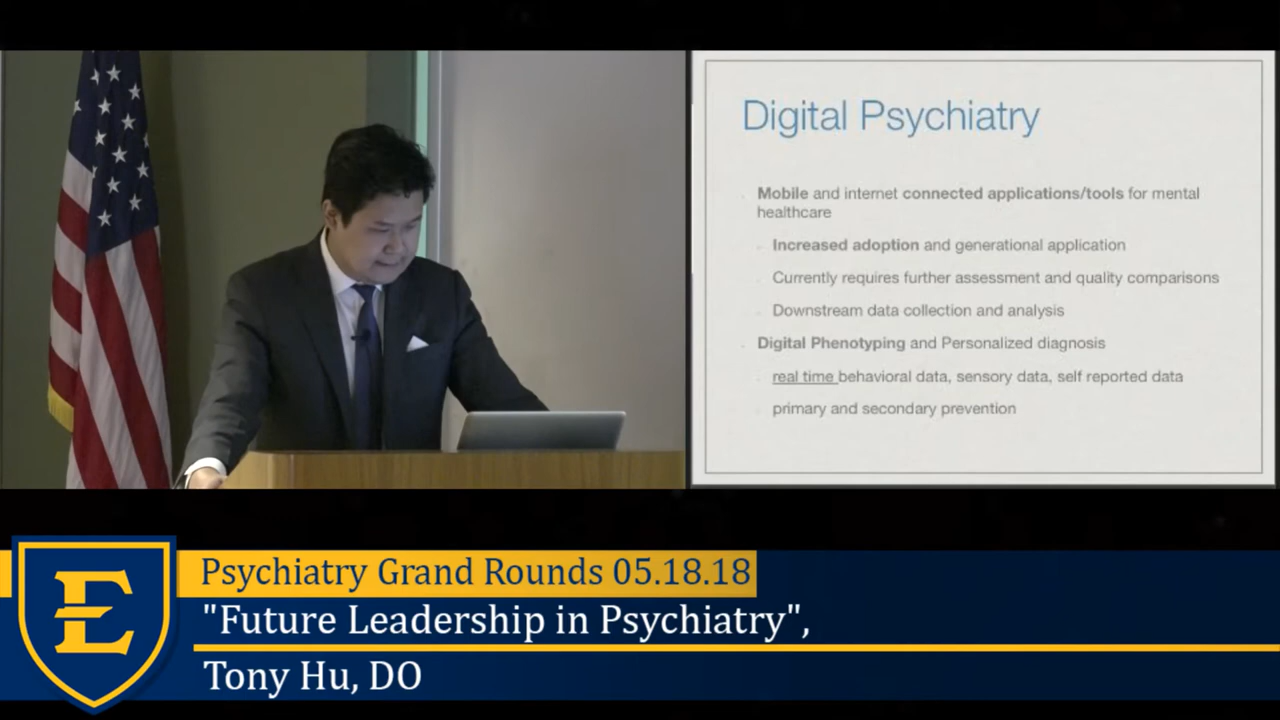 Digital Psychiatry
Mobile and internet connected applications/tools for mental
healthcare
Increased adoption and generational application
Currently requires further assessment and quality comparisons
Downstream data collection and analysis
Digital Phenotyping and Personalized diagnosis
real time behavioral data, sensory data, self reported data
primary and secondary prevention
E
Psychiatry Grand Rounds 05.18.18
"Future Leadership in Psychiatry",
Tony Hu, DO